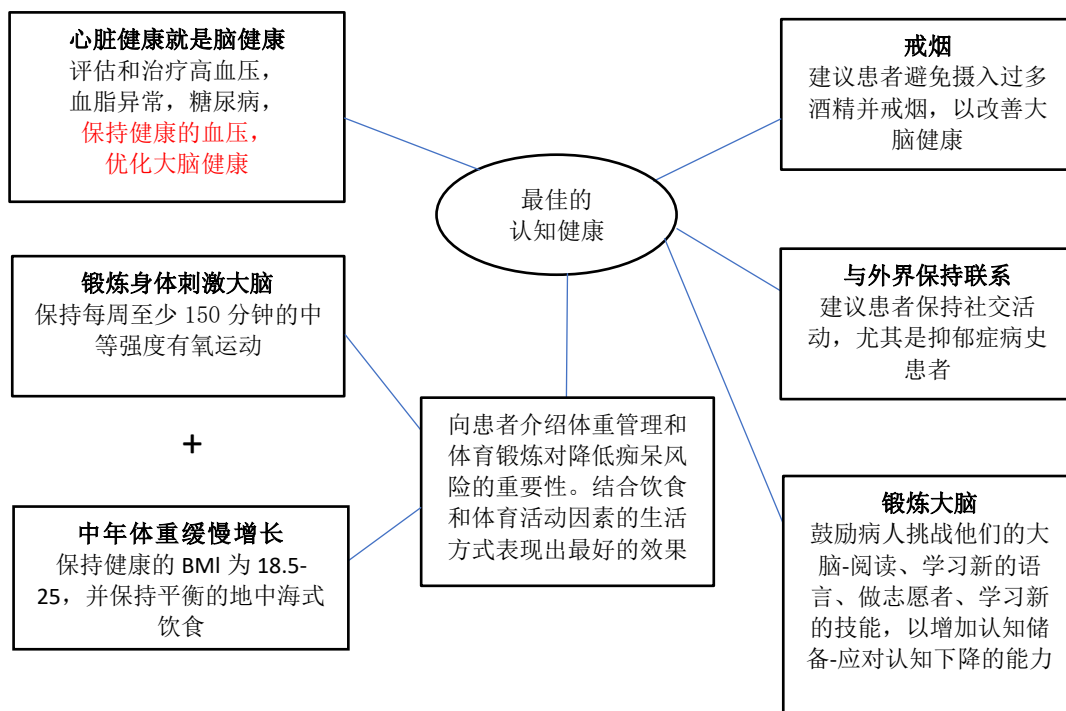 心脏健康就是脑健康
评估和治疗高血压，
血脂异常，糖尿病，
保持健康的血压，
优化大脑健康
戒烟
建议患者避免摄入过多
酒精并戒烟，以改善大
脑健康
最佳的
认知健康
锻炼身体刺激大脑
保持每周至少 150 分钟的中
等强度有氧运动
与外界保持联系
建议患者保持社交活
动，尤其是抑郁症病史
患者
+
向患者介绍体重管理和
体育锻炼对降低痴呆风
险的重要性。结合饮食
和体育活动因素的生活
方式表现出最好的效果
中年体重缓慢增长
保持健康的 BMI 为 18.5-
25，并保持平衡的地中海式
饮食
锻炼大脑
鼓励病人挑战他们的大
脑-阅读、学习新的语
言、做志愿者、学习新
的技能，以增加认知储
备-应对认知下降的能力